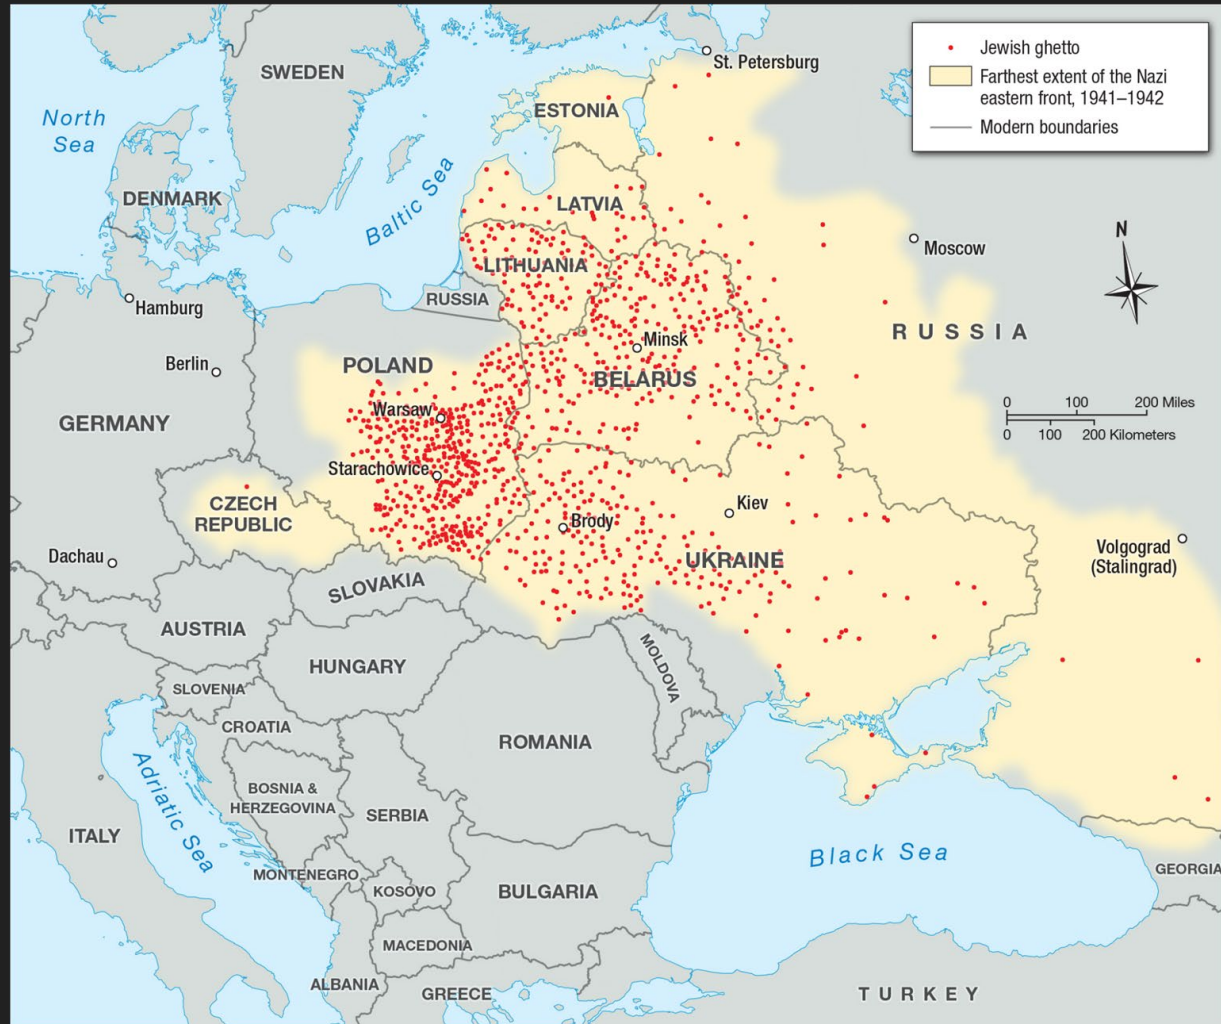 Jewish ghetto
Farthest extent of the Nazi
eastern front, 1941–1942
Modern boundaries
St. Petersburg
SWEDEN
North
Sea
ESTONIA
DENMARK
Baltic Sea
LATVIA
N
Moscow
LITHUANIA
RUSSIA
Hamburg
RUSSIA
Minsk
POLAND
Berlin
BELARUS
0 100 200 Miles
0 100 200 Kilometers
Warsaw
GERMANY
Starachowice
CZECH
REPUBLIC
Kiev
Brody
Dachau
UKRAINE
Volgograd
(Stalingrad)
SLOVAKIA
AUSTRIA
HUNGARY
MOLDOVA
SLOVENIA
CROATIA
ROMANIA
Adriatic Sea
BOSNIA &
HERZEGOVINA
SERBIA
ITALY
Black Sea
MONTENEGRO
KOSOVO
BULGARIA
GEORGIA
MACEDONIA
ALBANIA
GREECE
TURKEY